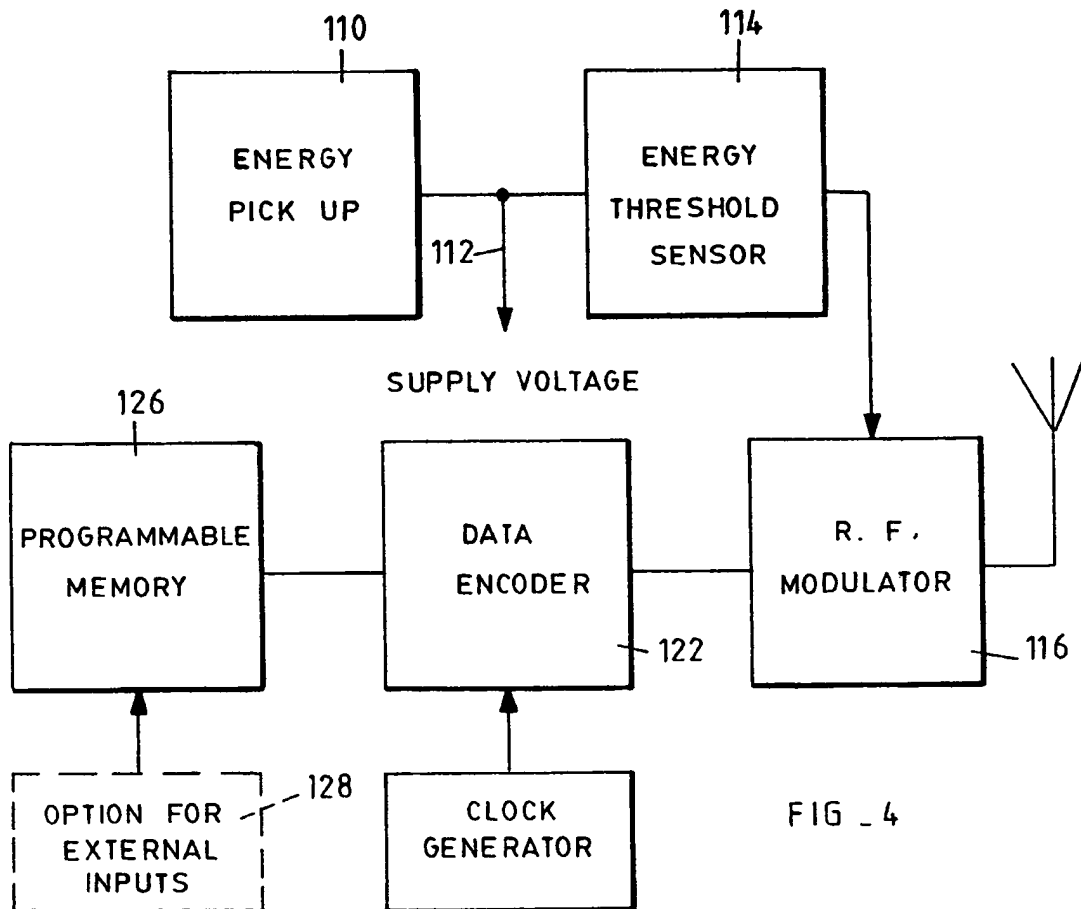 110
114
ENERGY
PICK UP
ENERGY
THRESHOLD
SENSOR
112
SUPPLY VOLTAGE
126
PROGRAMMABLE
MEMORY
DATA
ENCODER
122
R. F.
MODULATOR
116
OPTION FOR
EXTERNAL
INPUTS
128
CLOCK
GENERATOR
FIG _ 4